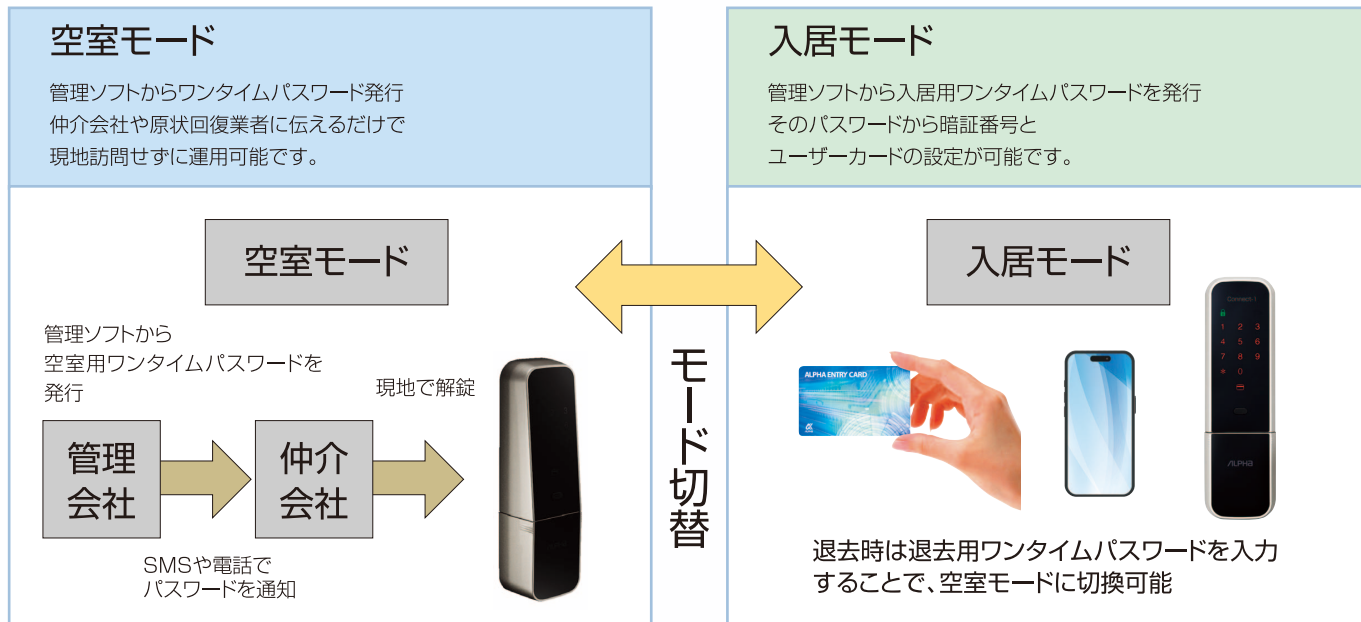 空室モード
管理ソフトからワンタイムパスワード発行
仲介会社や原状回復業者に伝えるだけで
現地訪問せずに運用可能です。
空室モード
管理ソフトから
空室用ワンタイムパスワードを
発行
現地で解錠
管理
会社
仲介
会社
SMSや電話で
パスワードを通知
モード切替
入居モード
管理ソフトから入居用ワンタイムパスワードを発行
そのパスワードから暗証番号と
ユーザーカードの設定が可能です。
入居モード
ALPHA ENTRY CARD
Connect 1
1 2 3
4 5 6
7 8 9
* 0
ALPHA
退去時は退去用ワンタイムパスワードを入力
することで、空室モードに切換可能